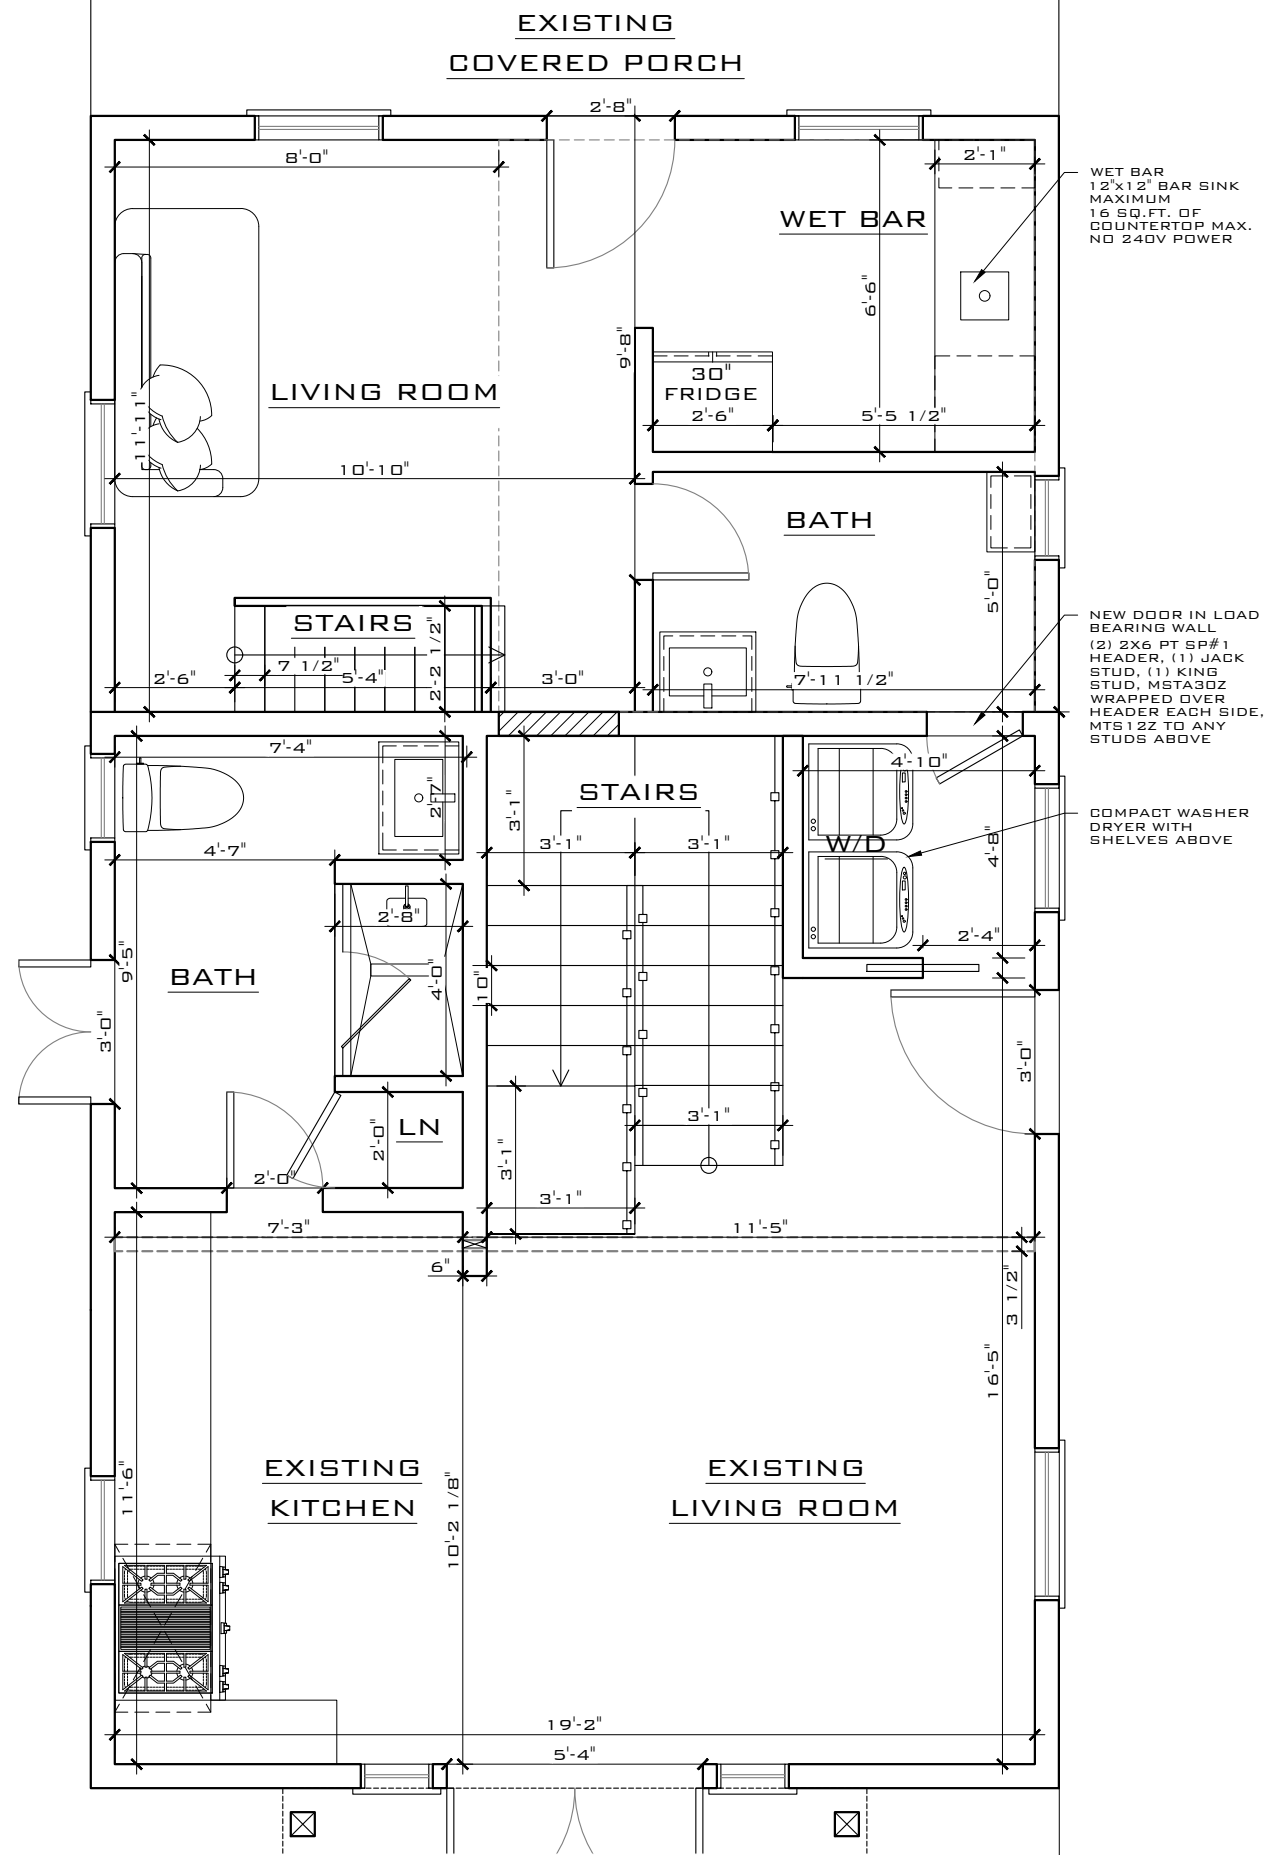 EXISTING
COVERED PORCH
2'-8"
8'-0"
2'-1"
WET BAR
12"x12" BAR SINK
MAXIMUM
16 SQ.FT. OF
COUNTERTOP MAX.
NO 240V POWER
WET BAR
6'-6"
9'-8"
30"
FRIDGE
2'-6"
5'-5 1/2"
LIVING ROOM
11'-11"
10'-10"
BATH
5'-0"
STAIRS
2'-2 1/2"
7 1/2"
5'-4"
2'-6"
3'-0"
7'-11 1/2"
NEW DOOR IN LOAD
BEARING WALL
(2) 2X6 PT SP#1
HEADER, (1) JACK
STUD, (1) KING
STUD, MSTA30Z
WRAPPED OVER
HEADER EACH SIDE,
MTS12Z TO ANY
STUDS ABOVE
7'-4"
2'-7"
STAIRS
3'-1"
4'-10"
COMPACT WASHER
DRYER WITH
SHELVES ABOVE
4'-7"
3'-1"
3'-1"
W/D
4'-8"
2'-8"
2'-4"
9'-5"
BATH
4'-0"
10"
3'-0"
3'-0"
3'-1"
LN
2'-0"
3'-1"
2'-0"
3'-1"
7'-3"
11'-5"
6"
3 1/2"
16'-5"
EXISTING
KITCHEN
EXISTING
LIVING ROOM
11'-6"
10'-2 1/8"
19'-2"
5'-4"